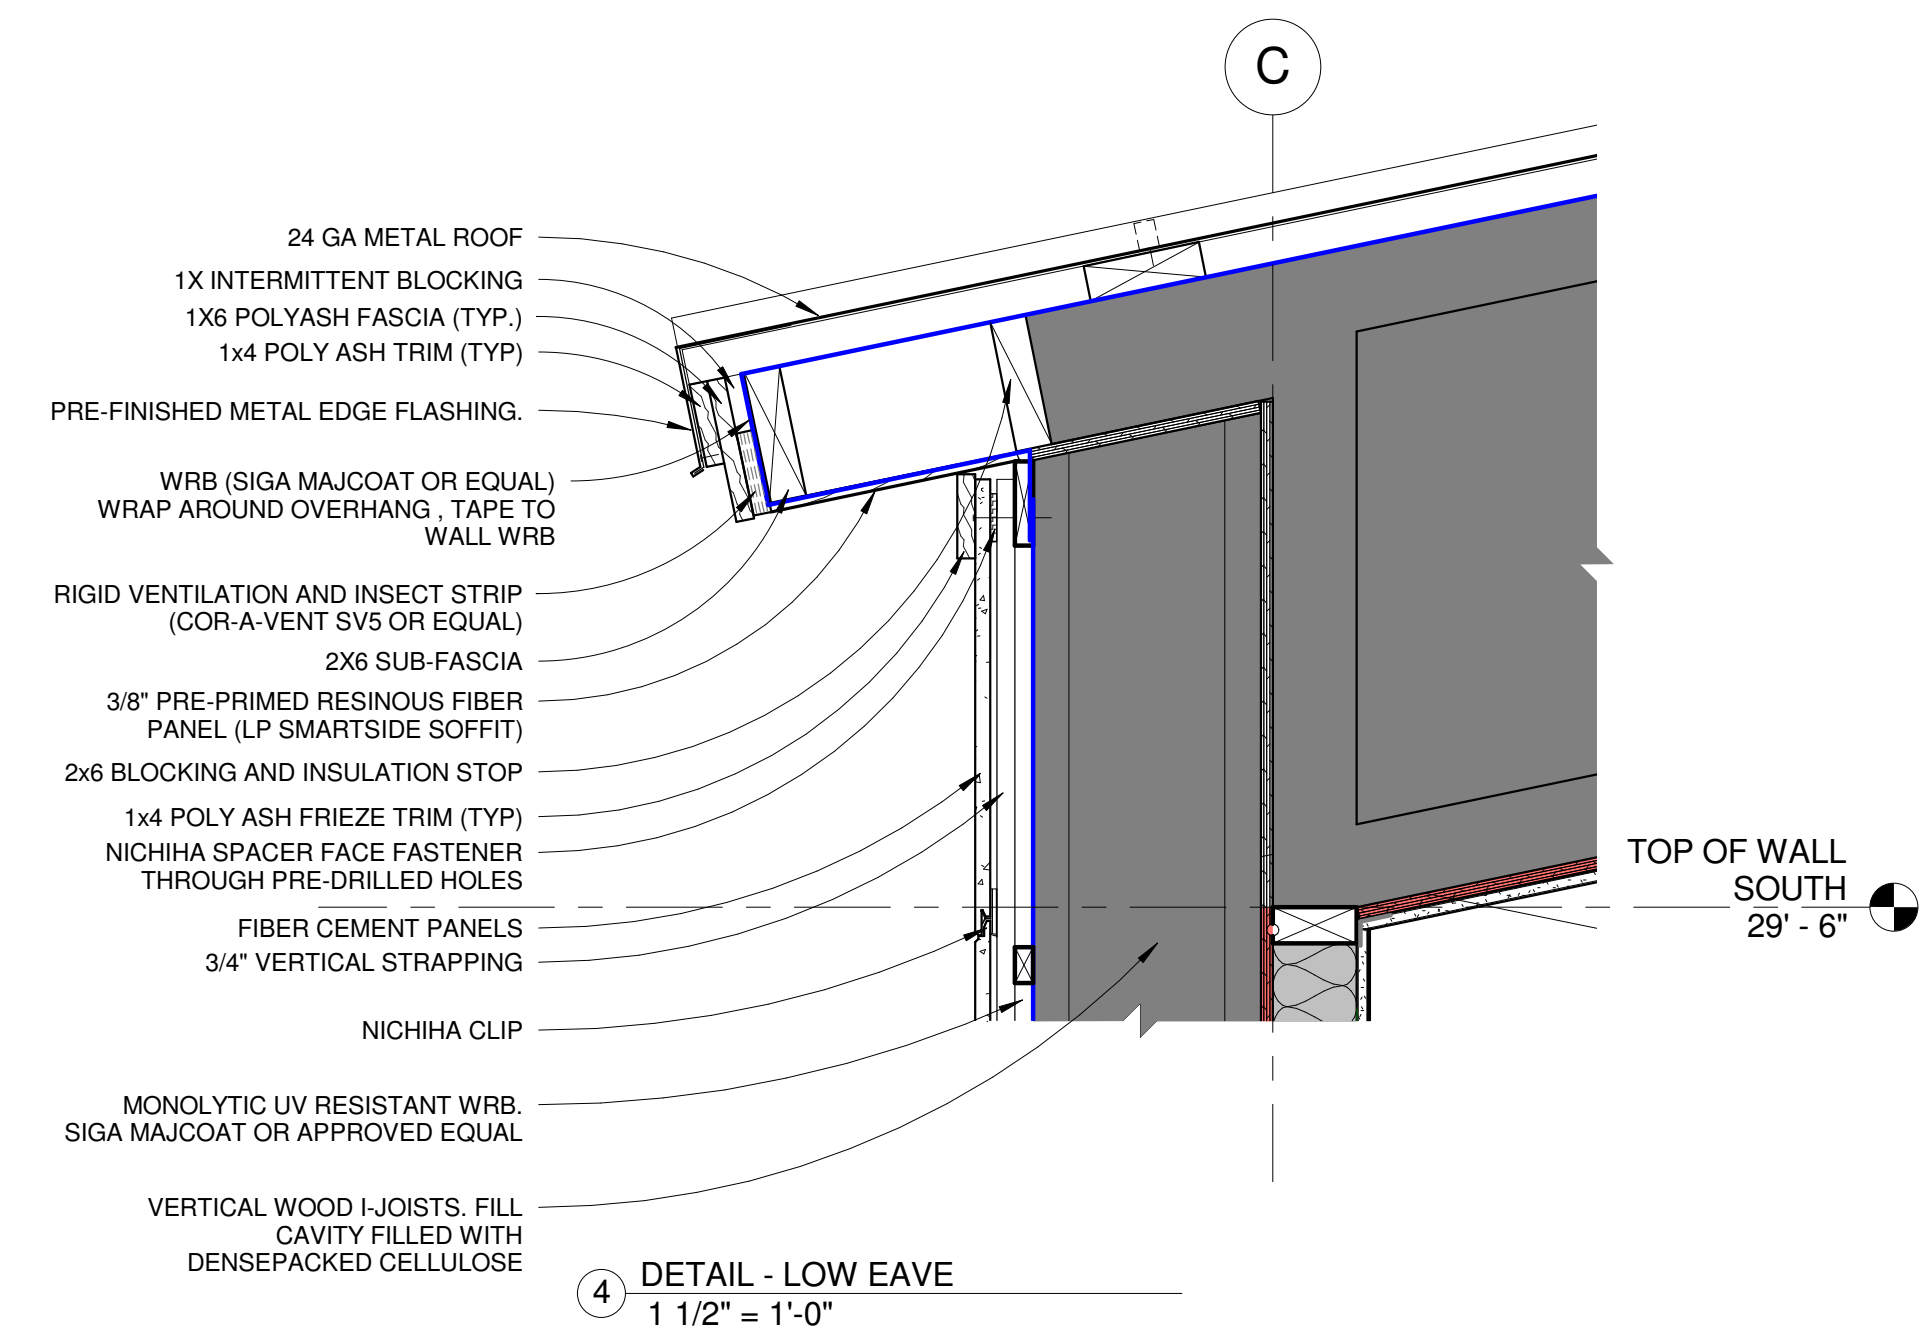 C
24 GA METAL ROOF
1X INTERMITTENT BLOCKING
1X6 POLYASH FASCIA (TYP.)
1x4 POLY ASH TRIM (TYP)
PRE-FINISHED METAL EDGE FLASHING.
WRB (SIGA MAJCOAT OR EQUAL)
WRAP AROUND OVERHANG , TAPE TO
WALL WRB
RIGID VENTILATION AND INSECT STRIP
(COR-A-VENT SV5 OR EQUAL)
2X6 SUB-FASCIA
3/8" PRE-PRIMED RESINOUS FIBER
PANEL (LP SMARTSIDE SOFFIT)
2x6 BLOCKING AND INSULATION STOP
1x4 POLY ASH FRIEZE TRIM (TYP)
NICHIHA SPACER FACE FASTENER
THROUGH PRE-DRILLED HOLES
FIBER CEMENT PANELS
3/4" VERTICAL STRAPPING
NICHIHA CLIP
MONOLYTIC UV RESISTANT WRB.
SIGA MAJCOAT OR APPROVED EQUAL
VERTICAL WOOD I-JOISTS. FILL
CAVITY FILLED WITH
DENSEPACKED CELLULOSE
TOP OF WALL
SOUTH
29' - 6"
4
DETAIL - LOW EAVE
1 1/2" = 1'-0"